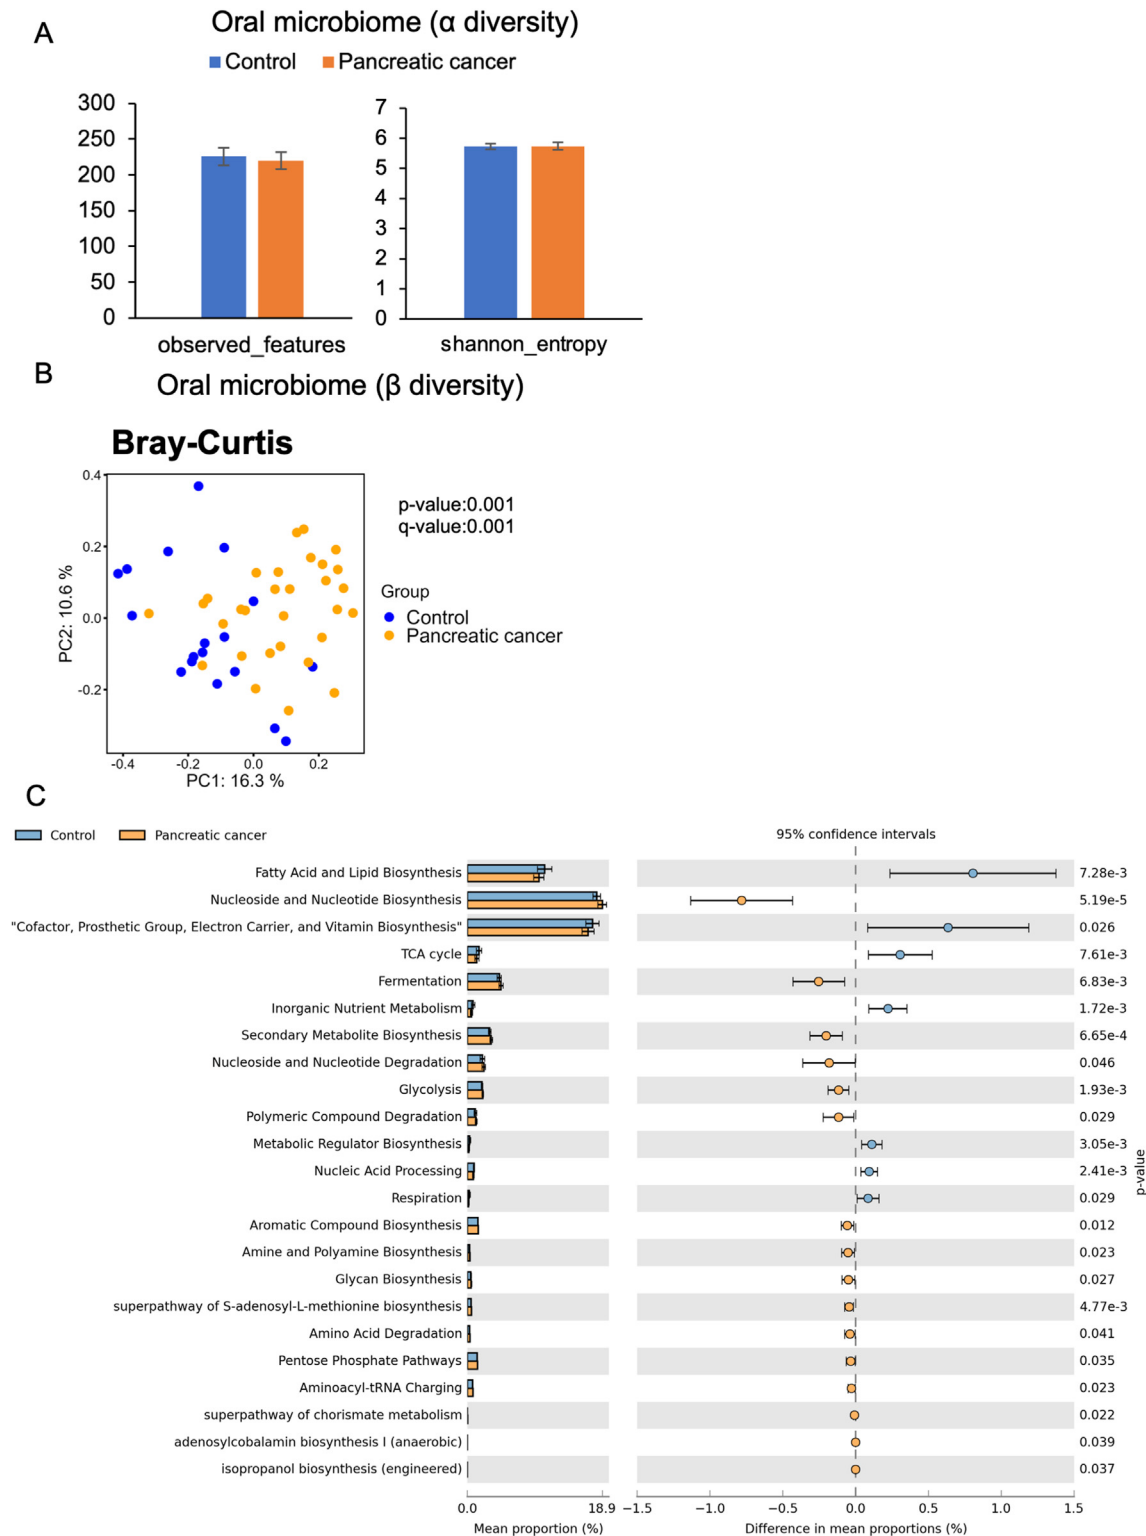 A
Oral microbiome (α diversity)
Control Pancreatic cancer
300
250
200
150
100
50
0
observed_features
7
6
5
4
3
2
1
0
shannon_entropy
B
Oral microbiome (β diversity)
Bray-Curtis
p-value:0.001
q-value:0.001
Group
Control
Pancreatic cancer
PC2: 10.6 %
0.4
0.2
0.0
-0.2
-0.4 -0.2 0.0 0.2
PC1: 16.3 %
C
Control Pancreatic cancer
95% confidence intervals
Fatty Acid and Lipid Biosynthesis 7.28e-3
Nucleoside and Nucleotide Biosynthesis 5.19e-5
"Cofactor, Prosthetic Group, Electron Carrier, and Vitamin Biosynthesis" 0.026
TCA cycle 7.61e-3
Fermentation 6.83e-3
Inorganic Nutrient Metabolism 1.72e-3
Secondary Metabolite Biosynthesis 6.65e-4
Nucleoside and Nucleotide Degradation 0.046
Glycolysis 1.93e-3
Polymeric Compound Degradation 0.029
Metabolic Regulator Biosynthesis 3.05e-3
Nucleic Acid Processing 2.41e-3
Respiration 0.029
Aromatic Compound Biosynthesis 0.012
Amine and Polyamine Biosynthesis 0.023
Glycan Biosynthesis 0.027
superpathway of S-adenosyl-L-methionine biosynthesis 4.77e-3
Amino Acid Degradation 0.041
Pentose Phosphate Pathways 0.035
Aminoacyl-tRNA Charging 0.023
superpathway of chorismate metabolism 0.022
adenosylcobalamin biosynthesis I (anaerobic) 0.039
isopropanol biosynthesis (engineered) 0.037
p-value
0.0 18.9 −1.5 −1.0 −0.5 0.0 0.5 1.0 1.5
Mean proportion (%) Difference in mean proportions (%)